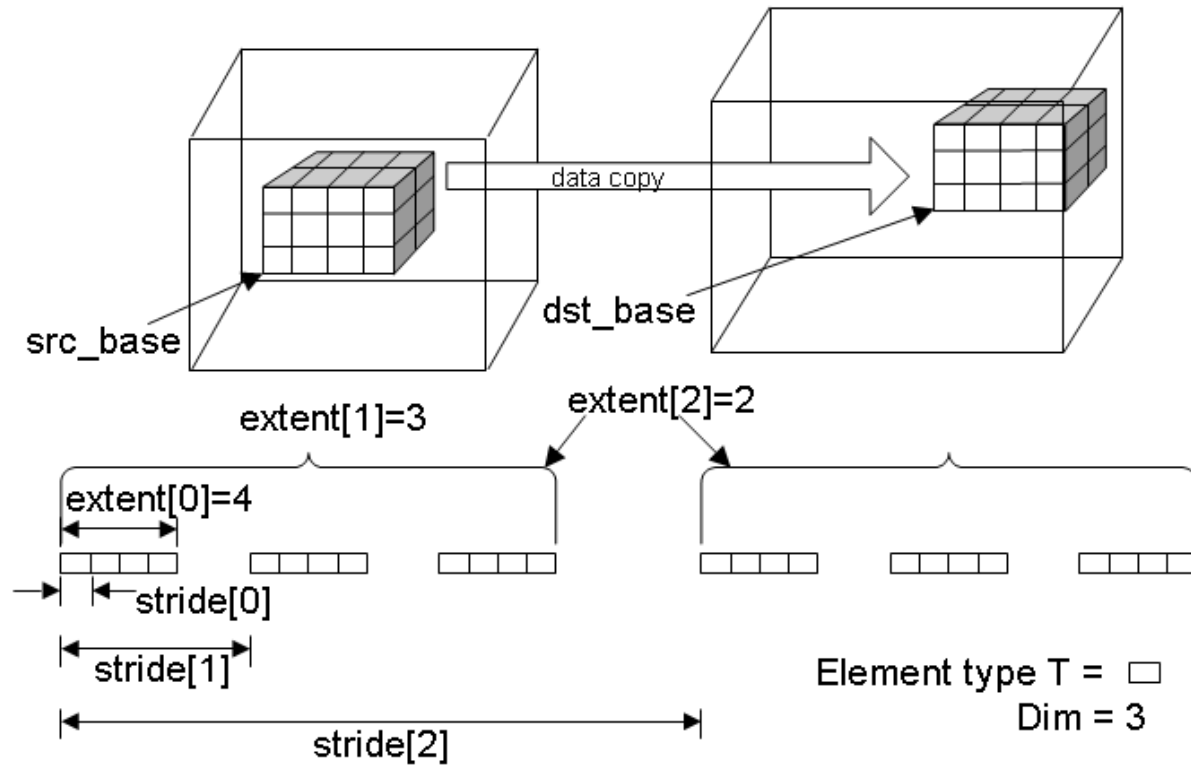 data copy
src_base
dst_base
extent[1]=3
extent[2]=2
extent[0]=4
stride[0]
stride[1]
Element type T =
Dim = 3
stride[2]